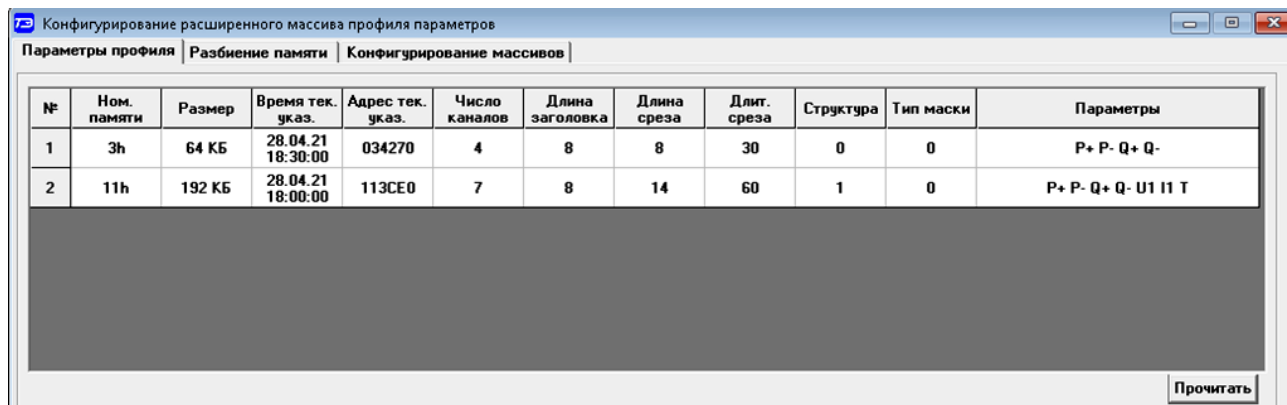 ТЭ Конфигурирование расширенного массива профиля параметров
Параметры профиля Разбиение памяти Конфигурирование массивов
№ Ном. памяти Размер Время тек. указ. Адрес тек. указ. Число каналов Длина заголовка Длина среза Длит. среза Структура Тип маски Параметры
1 3h 64 КБ 28.04.21 18:30:00 034270 4 8 8 30 0 0 P+ P- Q+ Q-
2 11h 192 КБ 28.04.21 18:00:00 113CE0 7 8 14 60 1 0 P+ P- Q+ Q- U1 I1 T
Прочитать